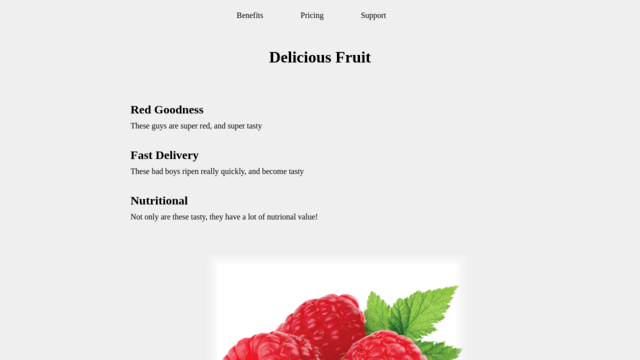 Benefits Pricing Support
Delicious Fruit
Red Goodness
These guys are super red, and super tasty
Fast Delivery
These bad boys ripen really quickly, and become tasty
Nutritional
Not only are these tasty, they have a lot of nutrional value!